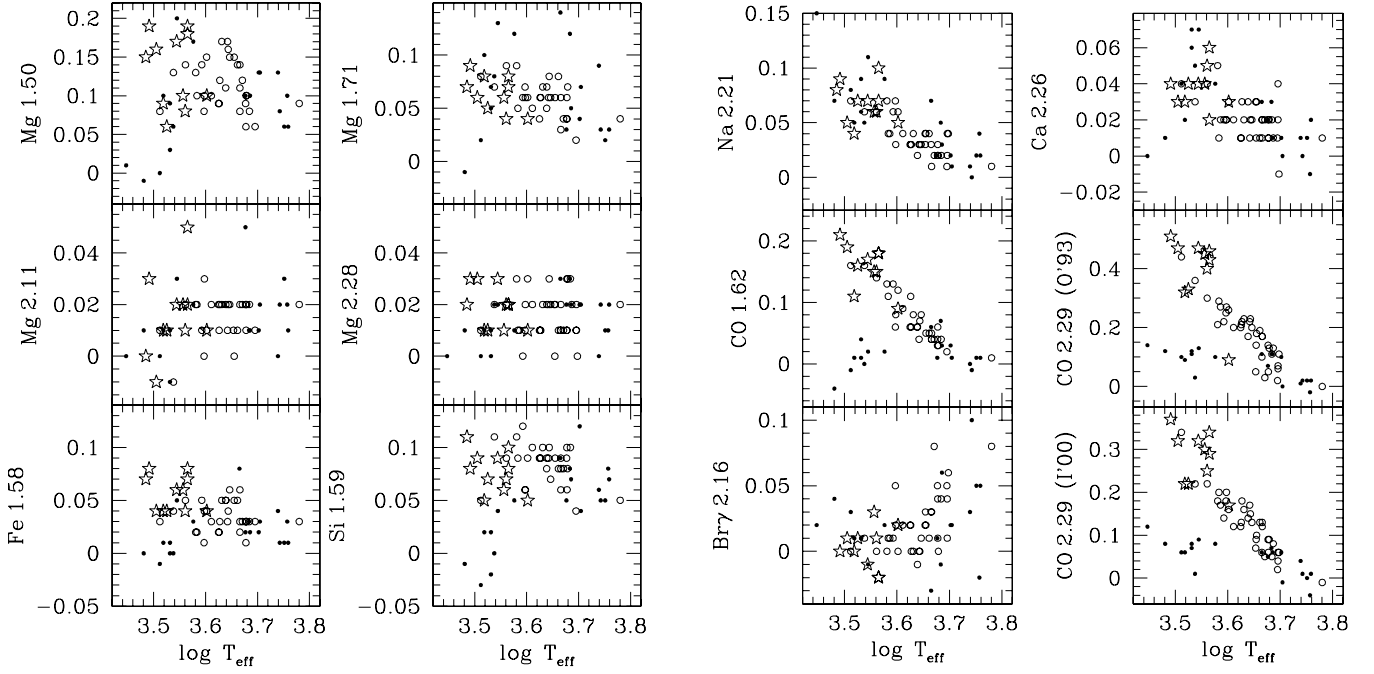 Mg 1.50
0.2
0.15
0.1
0.05
0
Mg 1.71
0.1
0.05
0
Na 2.21
0.15
0.1
0.05
0
Ca 2.26
0.06
0.04
0.02
0
−0.02
Mg 2.11
0.04
0.02
0
Mg 2.28
0.04
0.02
0
CO 1.62
0.2
0.1
0
CO 2.29 (O'93)
0.4
0.2
0
Fe 1.58
0.1
0.05
0
−0.05
Si 1.59
0.1
0.05
0
−0.05
Brγ 2.16
0.1
0.05
0
CO 2.29 (I'00)
0.3
0.2
0.1
0
3.5 3.6 3.7 3.8
log Teff
3.5 3.6 3.7 3.8
log Teff
3.5 3.6 3.7 3.8
log Teff
3.5 3.6 3.7 3.8
log Teff